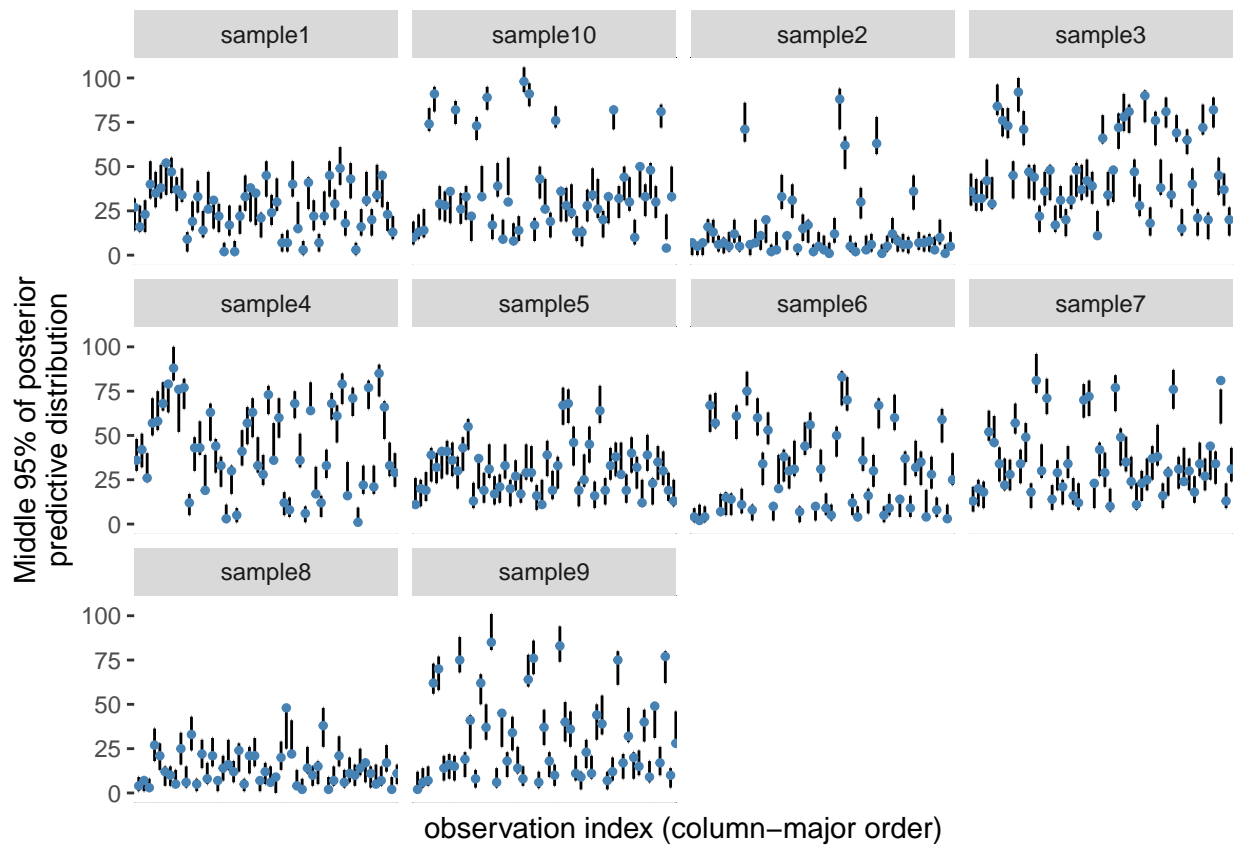 sample1
sample10
sample2
sample3
100
75
50
25
0
sample4
sample5
sample6
sample7
100
75
50
25
0
sample8
sample9
100
75
50
25
0
Middle 95% of posterior
predictive distribution
observation index (column−major order)